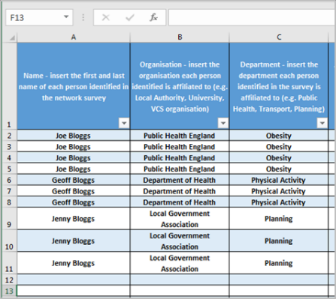 F13
fx
A B C
Name - insert the first and last
name of each person identified in
the network survey
Organisation - insert the
organisation each person
identified is affiliated to (e.g.
Local Authority, University,
VCS organisation)
Department - insert the
department each person
identified in the survey is
affiliated to (e.g. Public
Health, Transport, Planning)
1
2 Joe Bloggs Public Health England Obesity
3 Joe Bloggs Public Health England Obesity
4 Joe Bloggs Public Health England Obesity
5 Joe Bloggs Public Health England Obesity
6 Geoff Bloggs Department of Health Physical Activity
7 Geoff Bloggs Department of Health Physical Activity
8 Geoff Bloggs Department of Health Physical Activity
9 Jenny Bloggs Local Government Association Planning
10 Jenny Bloggs Local Government Association Planning
11 Jenny Bloggs Local Government Association Planning
12
13